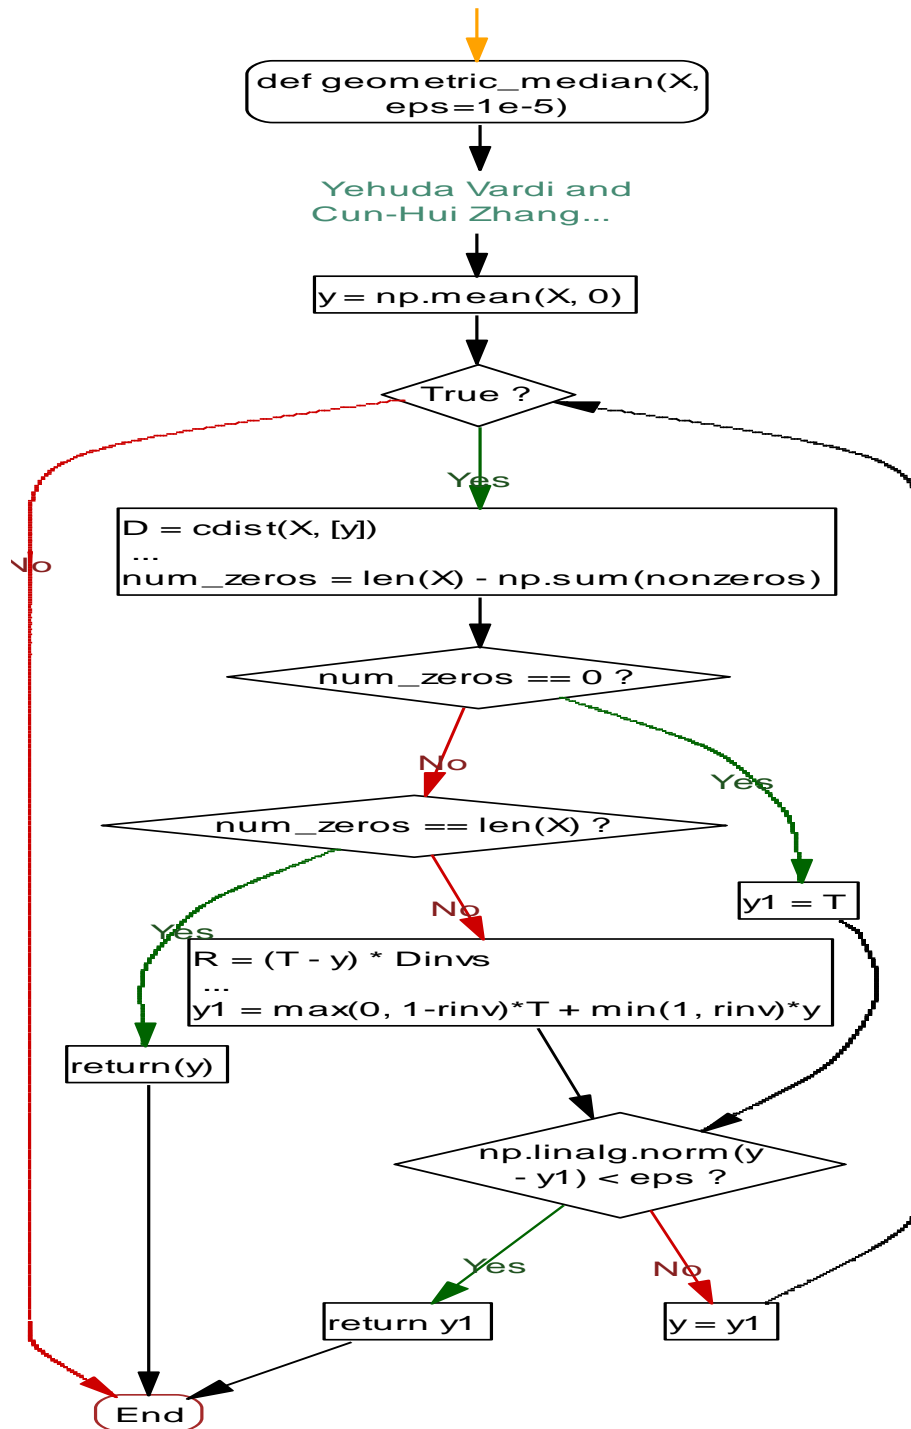 def geometric_median(X,
eps=1e-5)
Yehuda Vardi and
Cun-Hui Zhang...
y = np.mean(X, 0)
True ?
Yes
No
D = cdist(X, [y])
...
num_zeros = len(X) - np.sum(nonzeros)
num_zeros == 0 ?
No
Yes
num_zeros == len(X) ?
y1 = T
No
Yes
R = (T - y) * Dinvs
...
y1 = max(0, 1-rinv)*T + min(1, rinv)*y
return(y)
np.linalg.norm(y
- y1) < eps ?
Yes
No
return y1
y = y1
End